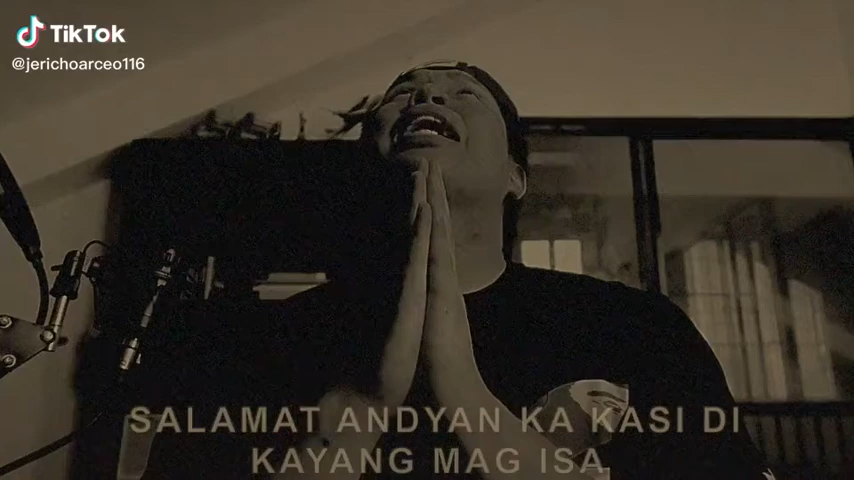 TikTok
@jerichoarceo116
SALAMAT ANDYAN KA KASI DI
KAYANG MAG ISA